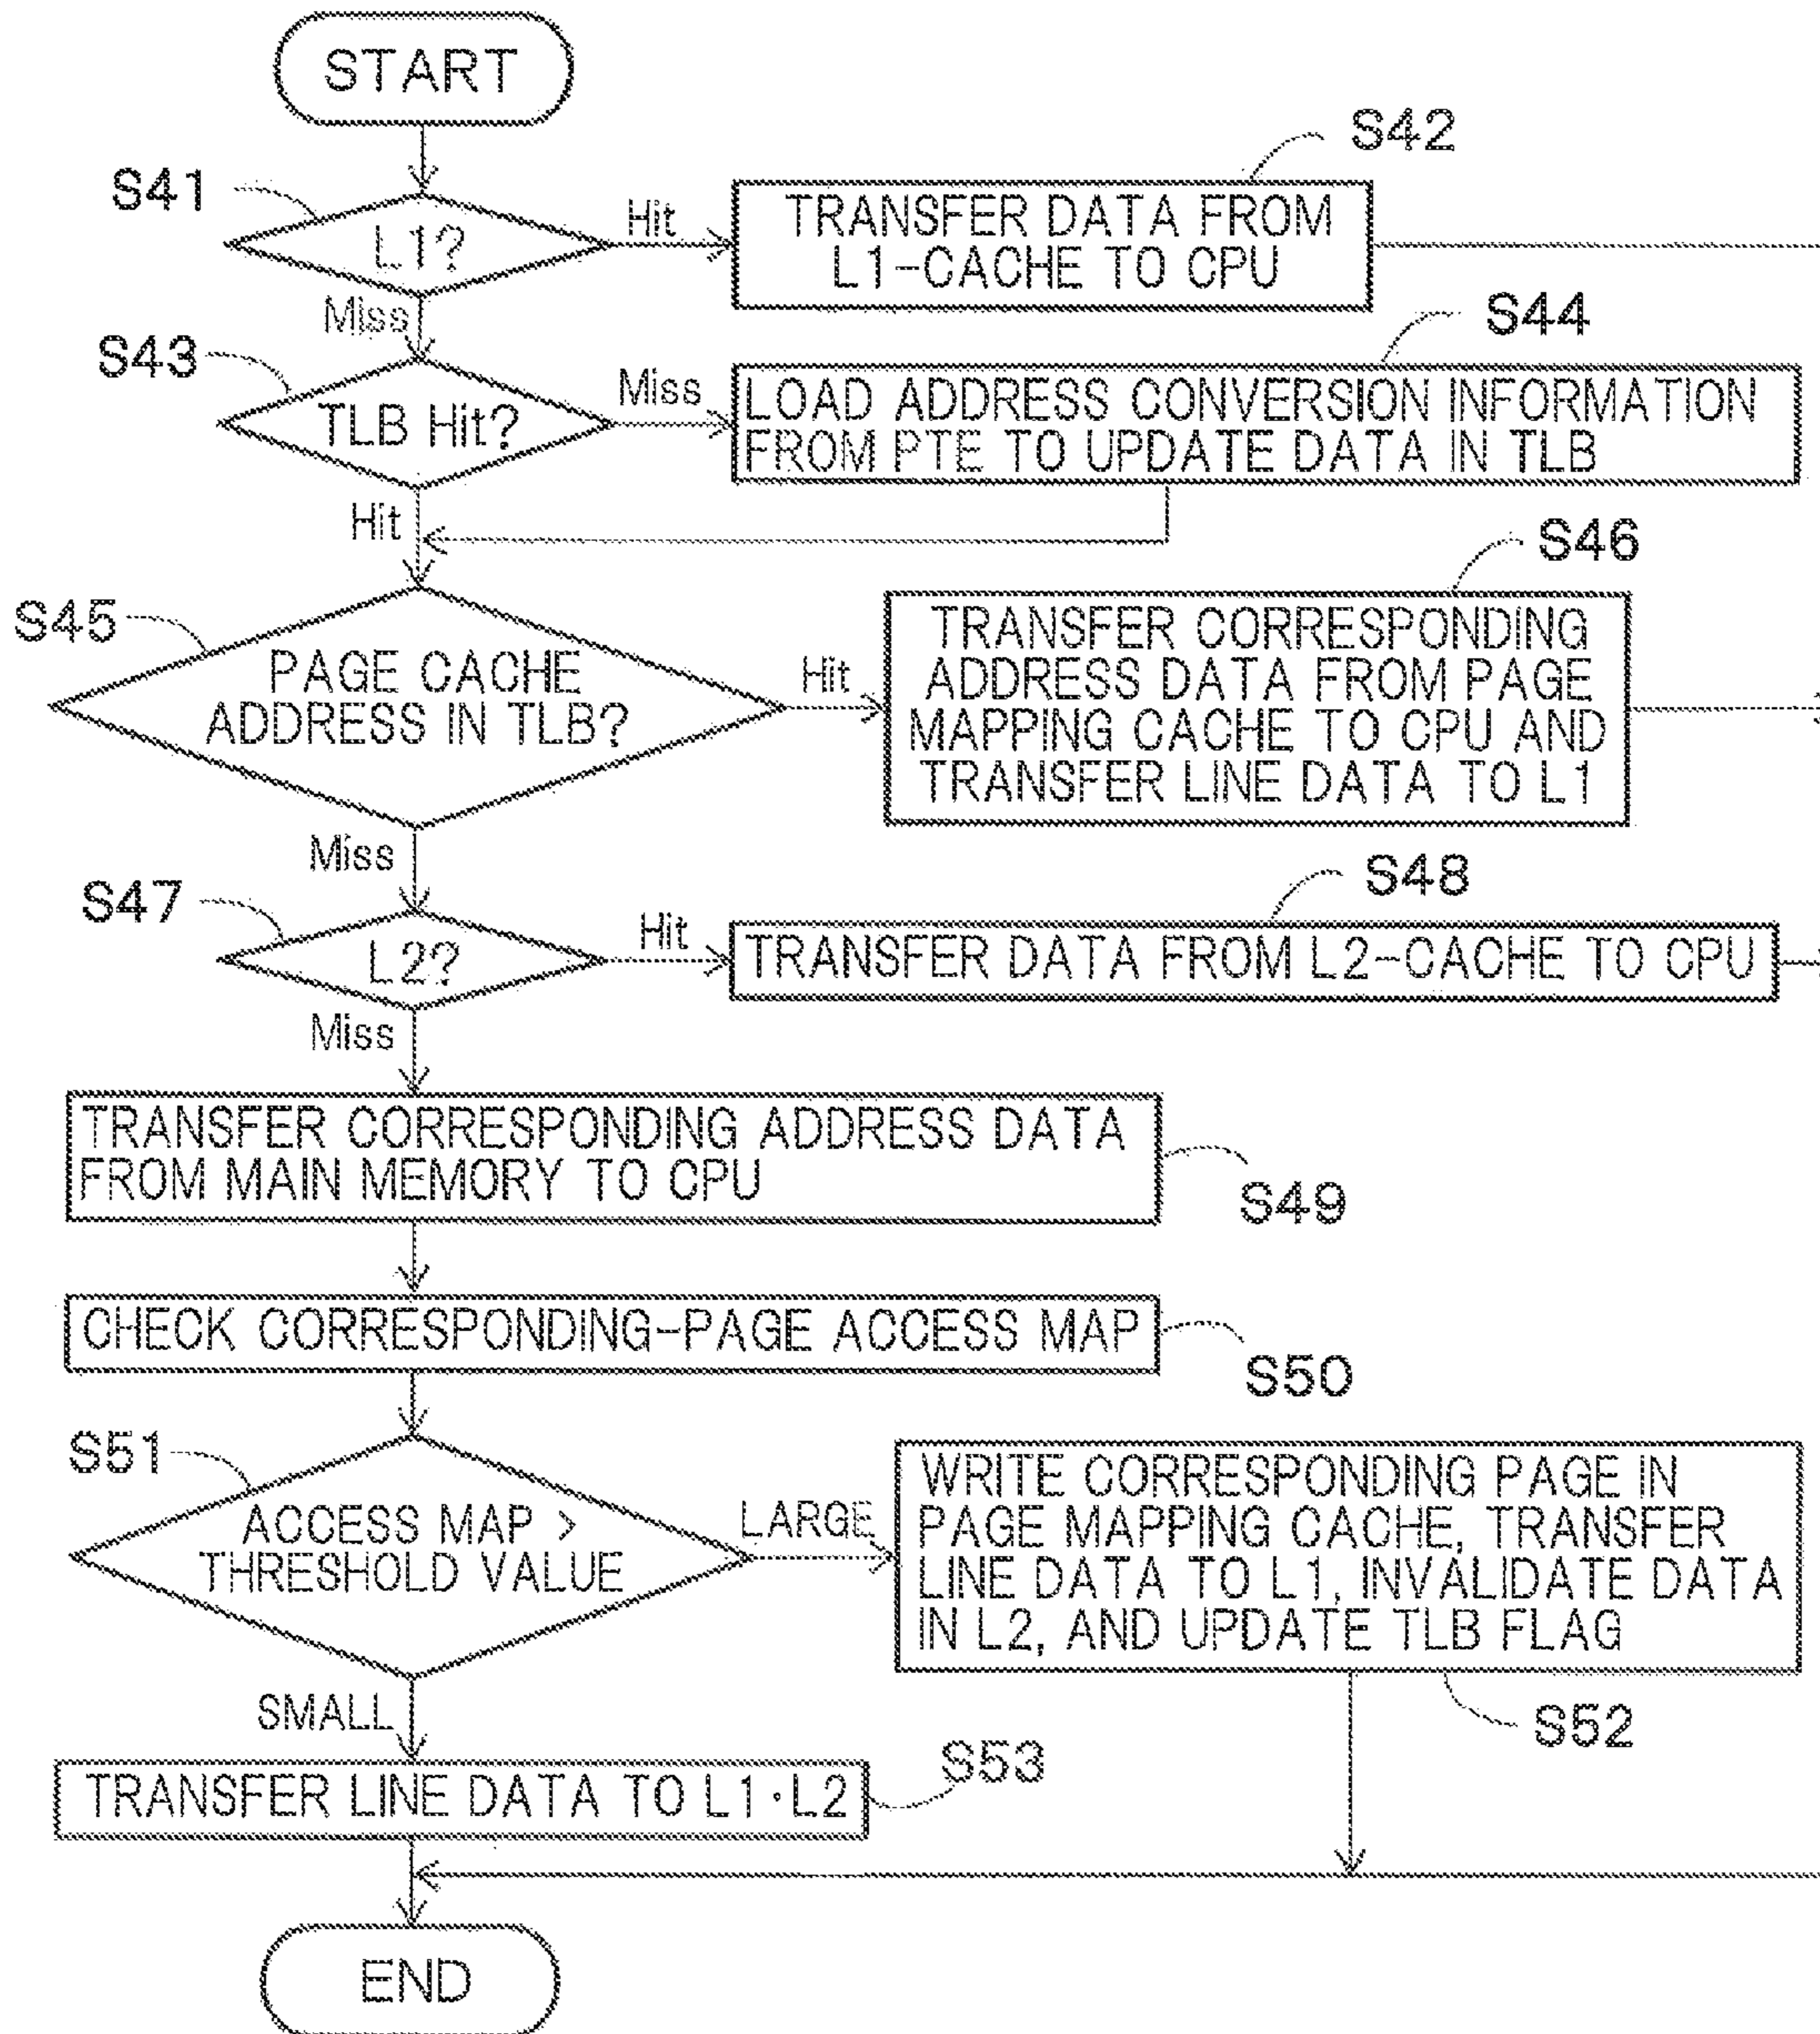 START
S41
L1?
Hit
Miss
S42
TRANSFER DATA FROM
L1-CACHE TO CPU
S43
TLB Hit?
Miss
Hit
S44
LOAD ADDRESS CONVERSION INFORMATION
FROM PTE TO UPDATE DATA IN TLB
S45
PAGE CACHE
ADDRESS IN TLB?
Hit
Miss
S46
TRANSFER CORRESPONDING
ADDRESS DATA FROM PAGE
MAPPING CACHE TO CPU AND
TRANSFER LINE DATA TO L1
S47
L2?
Hit
Miss
S48
TRANSFER DATA FROM L2-CACHE TO CPU
TRANSFER CORRESPONDING ADDRESS DATA
FROM MAIN MEMORY TO CPU
S49
CHECK CORRESPONDING-PAGE ACCESS MAP
S50
S51
ACCESS MAP >
THRESHOLD VALUE
LARGE
SMALL
WRITE CORRESPONDING PAGE IN
PAGE MAPPING CACHE, TRANSFER
LINE DATA TO L1, INVALIDATE DATA
IN L2, AND UPDATE TLB FLAG
S52
TRANSFER LINE DATA TO L1·L2
S53
END